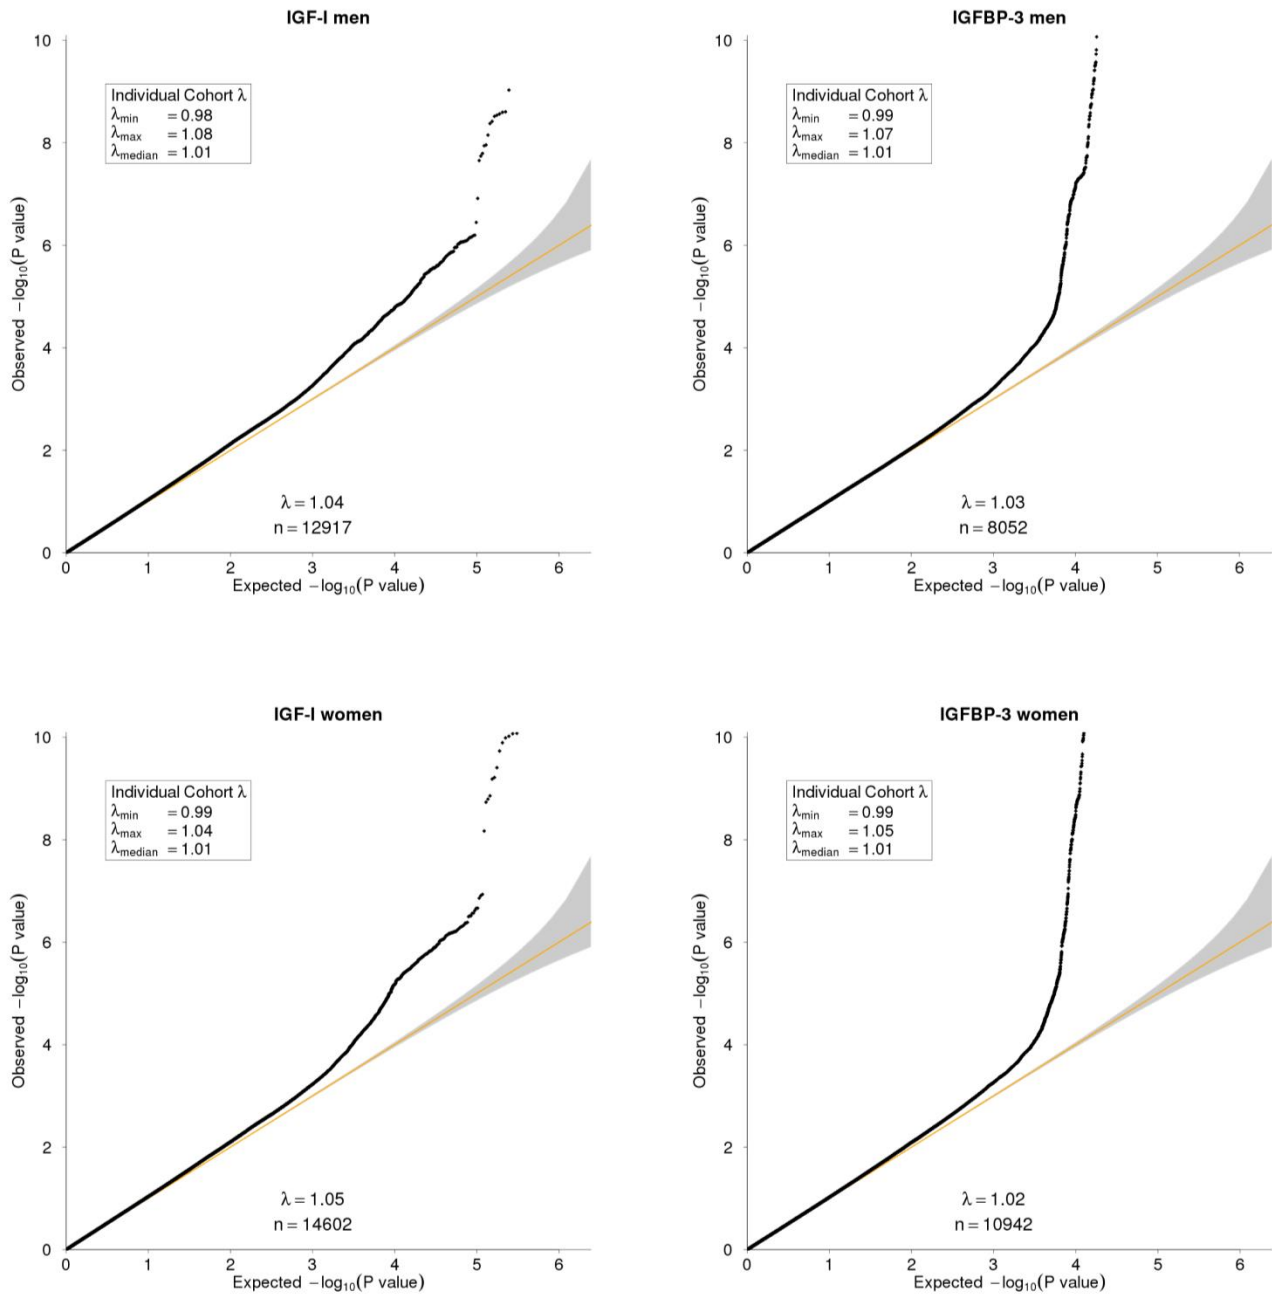 IGF-I men
10
8
6
4
2
0
Observed −log₁₀(P value)
Individual Cohort λ
λmin = 0.98
λmax = 1.08
λmedian = 1.01
λ = 1.04
n = 12917
0 1 2 3 4 5 6
Expected −log₁₀(P value)
IGFBP-3 men
10
8
6
4
2
0
Observed −log₁₀(P value)
Individual Cohort λ
λmin = 0.99
λmax = 1.07
λmedian = 1.01
λ = 1.03
n = 8052
0 1 2 3 4 5 6
Expected −log₁₀(P value)
IGF-I women
10
8
6
4
2
0
Observed −log₁₀(P value)
Individual Cohort λ
λmin = 0.99
λmax = 1.04
λmedian = 1.01
λ = 1.05
n = 14602
0 1 2 3 4 5 6
Expected −log₁₀(P value)
IGFBP-3 women
10
8
6
4
2
0
Observed −log₁₀(P value)
Individual Cohort λ
λmin = 0.99
λmax = 1.05
λmedian = 1.01
λ = 1.02
n = 10942
0 1 2 3 4 5 6
Expected −log₁₀(P value)